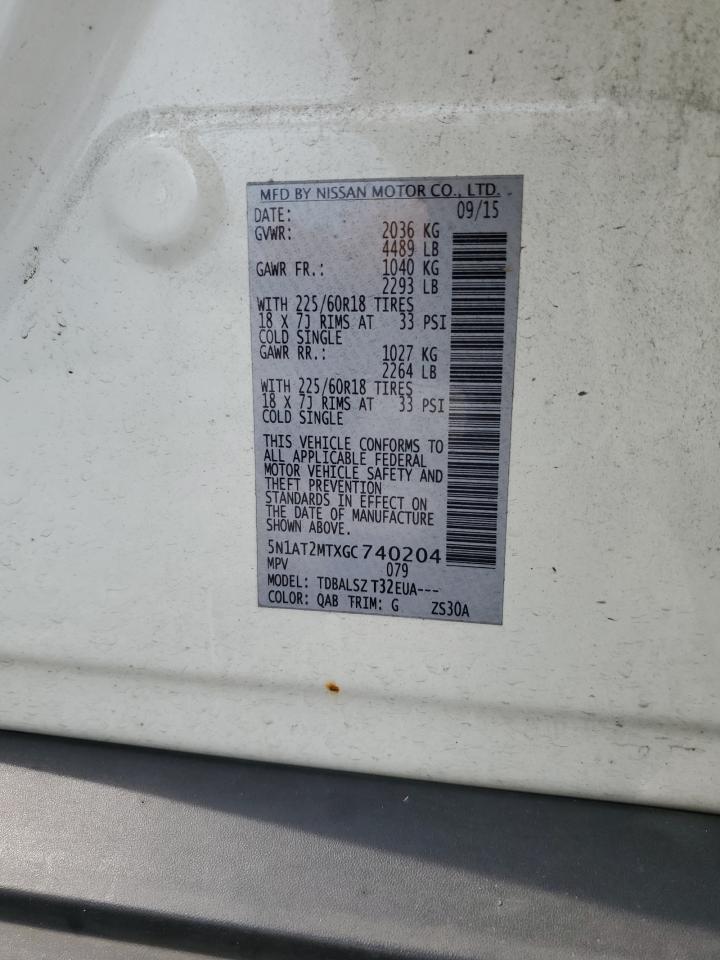 MFD BY NISSAN MOTOR CO., LTD.
DATE: 09/15
GVWR: 2036 KG
4489 LB
GAWR FR.: 1040 KG
2293 LB
WITH 225/60R18 TIRES
18 X 7J RIMS AT 33 PSI
COLD SINGLE
GAWR RR.: 1027 KG
2264 LB
WITH 225/60R18 TIRES
18 X 7J RIMS AT 33 PSI
COLD SINGLE
THIS VEHICLE CONFORMS TO
ALL APPLICABLE FEDERAL
MOTOR VEHICLE SAFETY AND
THEFT PREVENTION
STANDARDS IN EFFECT ON
THE DATE OF MANUFACTURE
SHOWN ABOVE.
5N1AT2MTXGC740204
MPV 079
MODEL: TDBALSZ T32EUA---
COLOR: QAB TRIM: G ZS30A